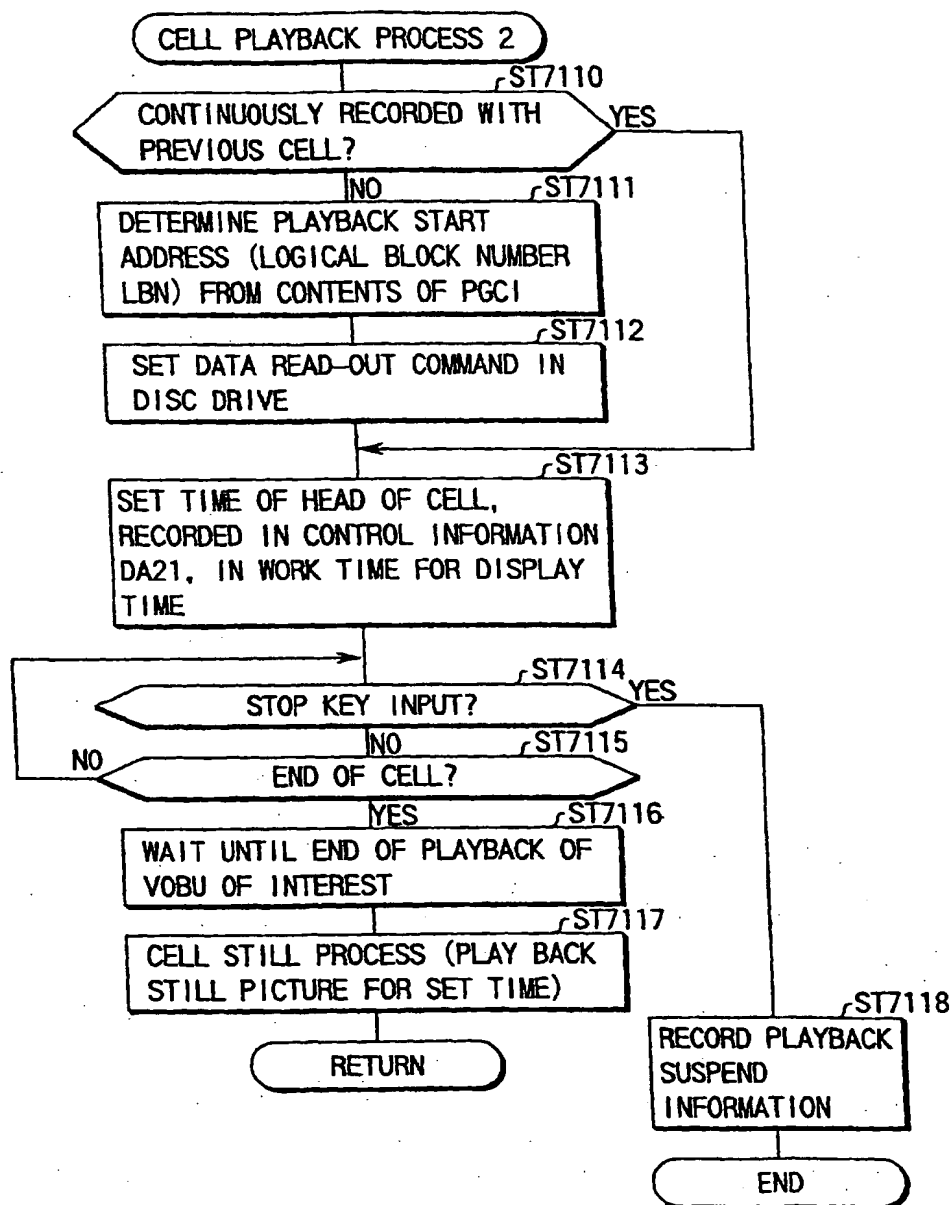 CELL PLAYBACK PROCESS 2
ST7110
CONTINUOUSLY RECORDED WITH
PREVIOUS CELL?
YES
NO
ST7111
DETERMINE PLAYBACK START
ADDRESS (LOGICAL BLOCK NUMBER
LBN) FROM CONTENTS OF PGCI
ST7112
SET DATA READ-OUT COMMAND IN
DISC DRIVE
ST7113
SET TIME OF HEAD OF CELL,
RECORDED IN CONTROL INFORMATION
DA21, IN WORK TIME FOR DISPLAY
TIME
ST7114
STOP KEY INPUT?
YES
NO
ST7115
NO
END OF CELL?
YES
ST7116
WAIT UNTIL END OF PLAYBACK OF
VOBU OF INTEREST
ST7117
CELL STILL PROCESS (PLAY BACK
STILL PICTURE FOR SET TIME)
RETURN
ST7118
RECORD PLAYBACK
SUSPEND
INFORMATION
END